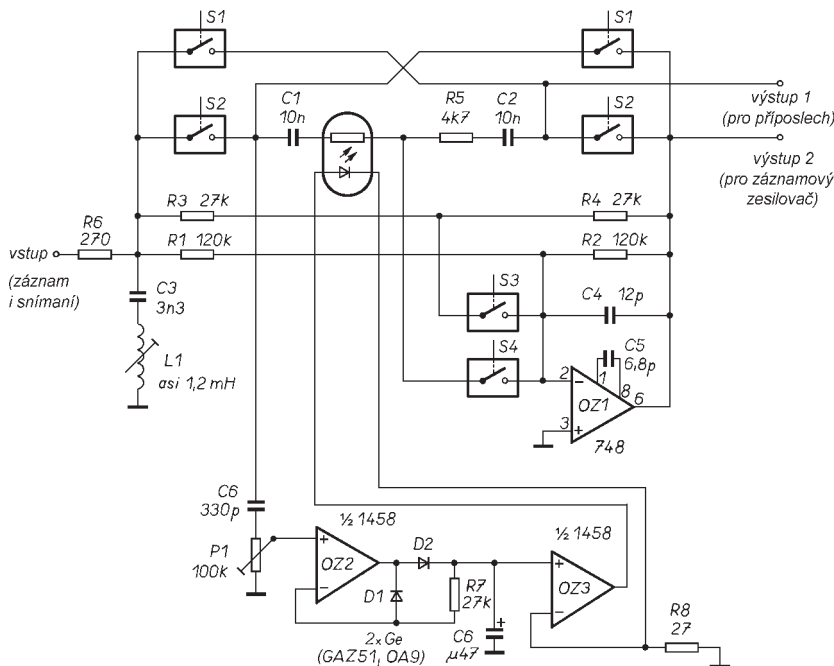 S1
S1
S2
C1
10n
R5
4k7
C2
10n
S2
výstup 1
(pro příposlech)
výstup 2
(pro záznamový
zesilovač)
R3 27k
R4 27k
R6
270
R1 120k
R2 120k
vstup
(záznam
i snímaní)
C3
3n3
L1
asi 1,2mH
S3
S4
C4 12p
C5
6,8p
2
1
8
6
3
OZ1
748
C6
330p
P1
100k
½ 1458
OZ2
D2
D1
R7
27k
2x Ge
(GAZ51, OA9)
C6
μ47
½ 1458
OZ3
R8
27